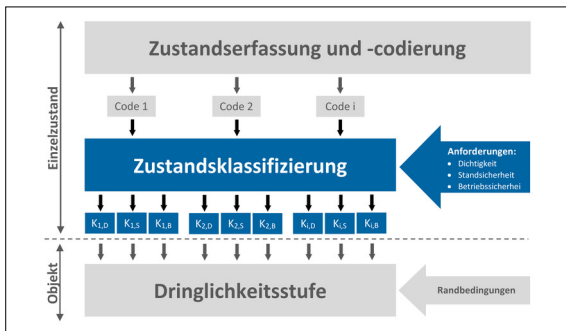 Zustandserfassung und -codierung
Einzelzustand
Code 1
Code 2
Code i
Zustandsklassifizierung
Anforderungen:
• Dichtigkeit
• Standsicherheit
• Betriebssicherhei
K1,D
K1,S
K1,B
K2,D
K2,S
K2,B
Ki,D
Ki,S
Ki,B
Objekt
Dringlichkeitsstufe
Randbedingungen